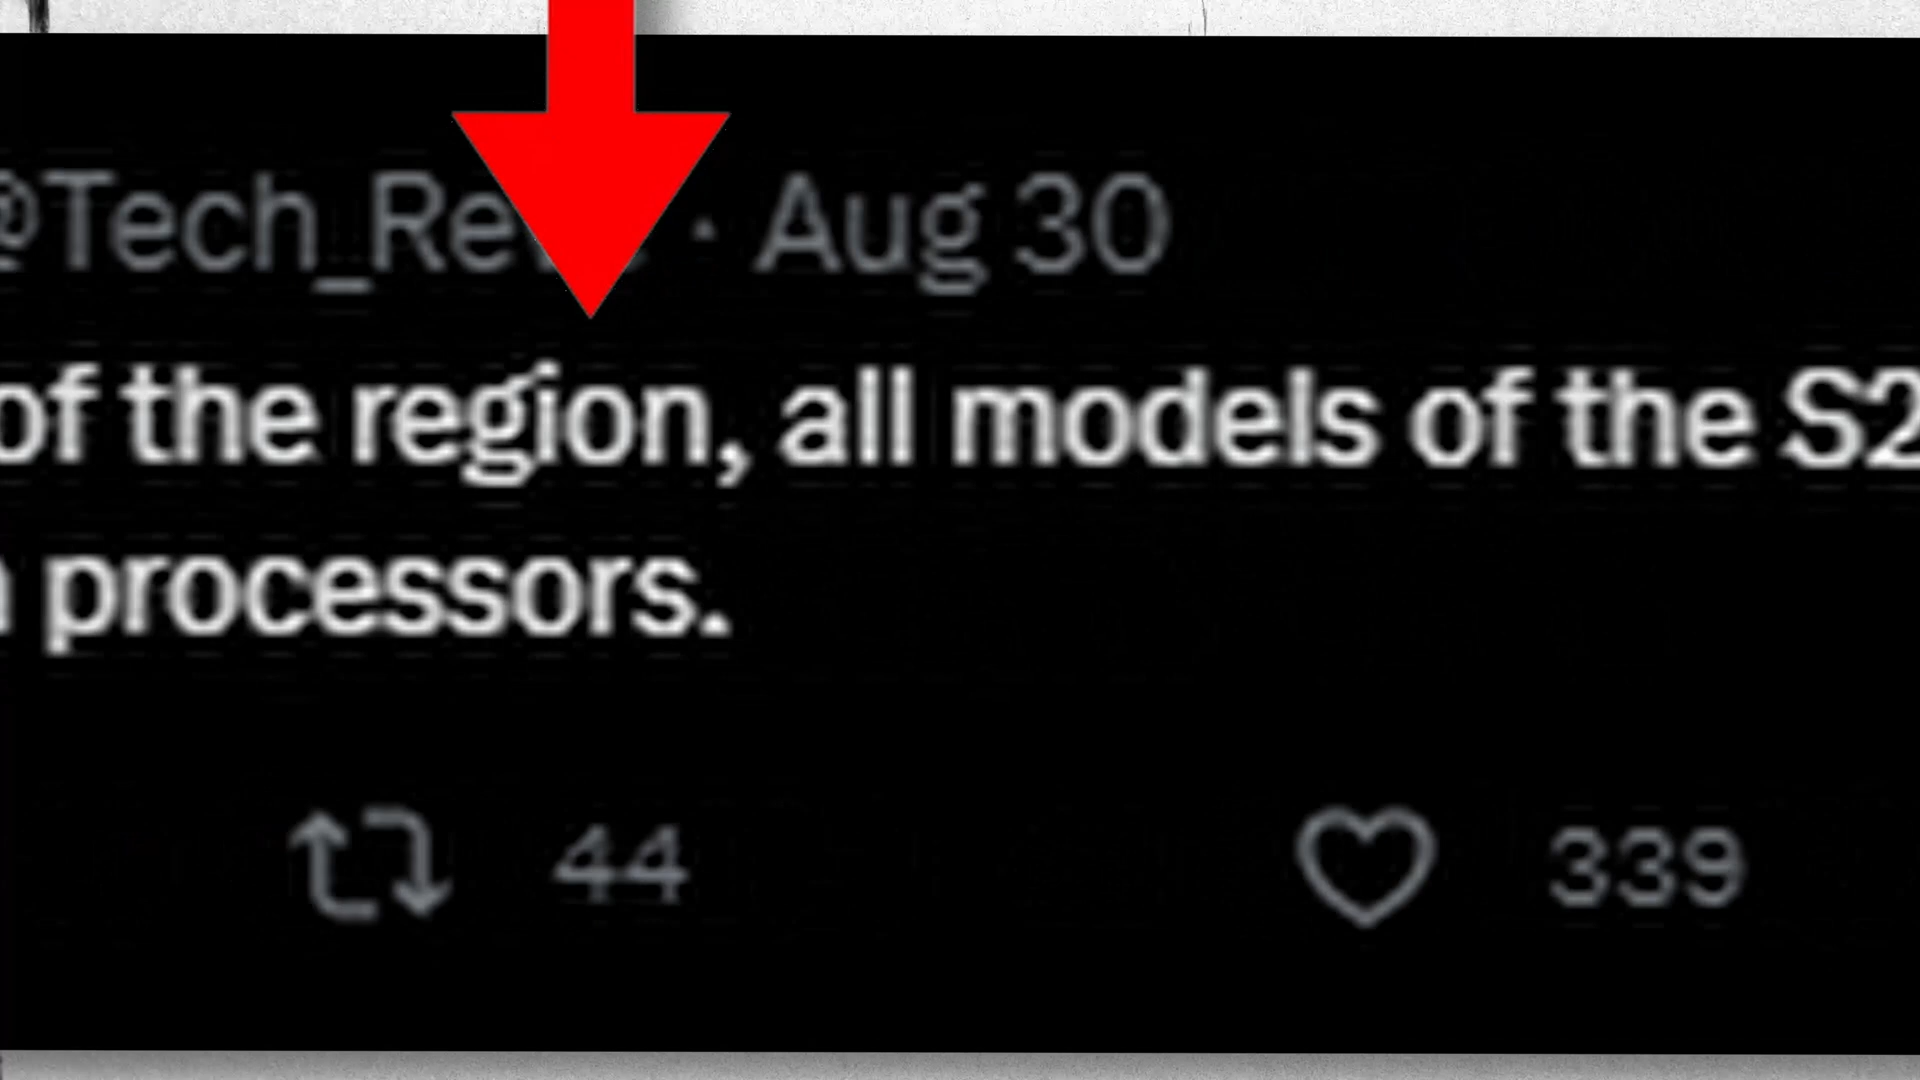 @Tech_Re · Aug 30
of the region, all models of the S2
processors.
44 339